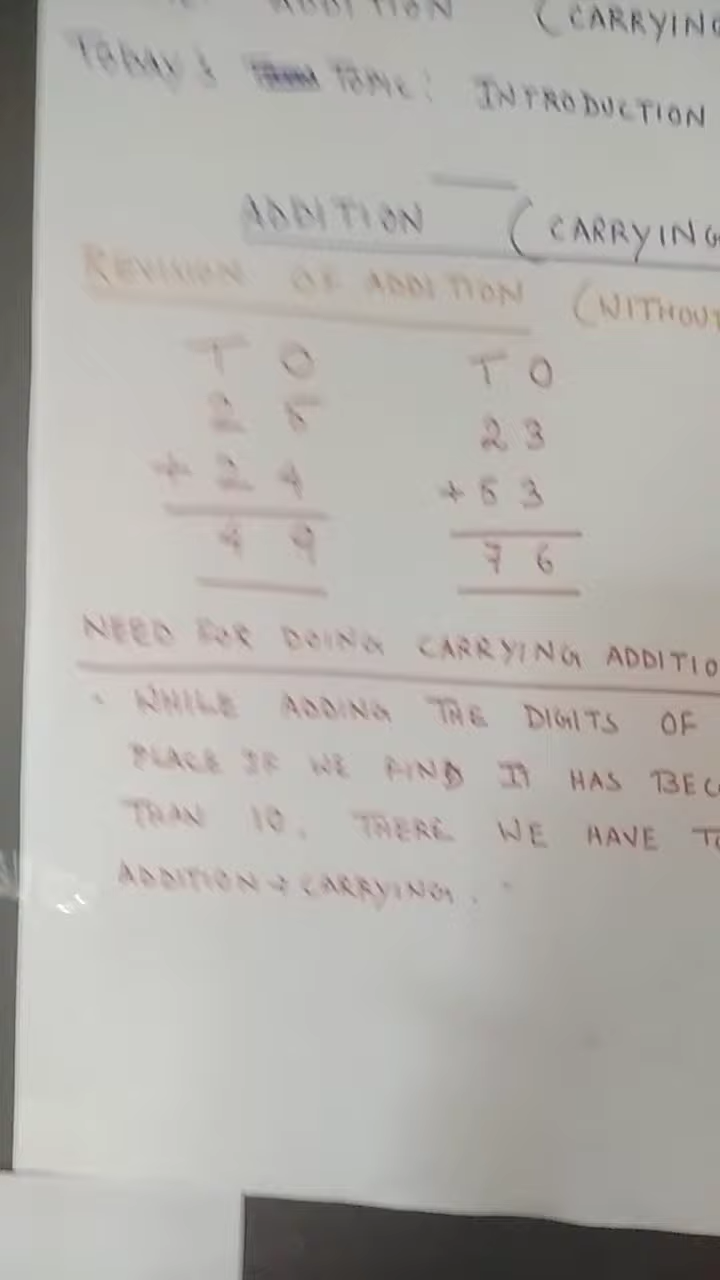 ADDITION (CARRYING
TODAY'S TOPIC: INTRODUCTION
ADDITION (CARRYING
REVISION OF ADDITION (WITHOUT
T O T O
2 5 2 3
+ 2 4 + 5 3
4 9 7 6
NEED FOR DOING CARRYING ADDITIO
WHILE ADDING THE DIGITS OF
PLACE IF WE FIND IT HAS BEC
THAN 10. THERE WE HAVE TO
ADDITION → CARRYING.